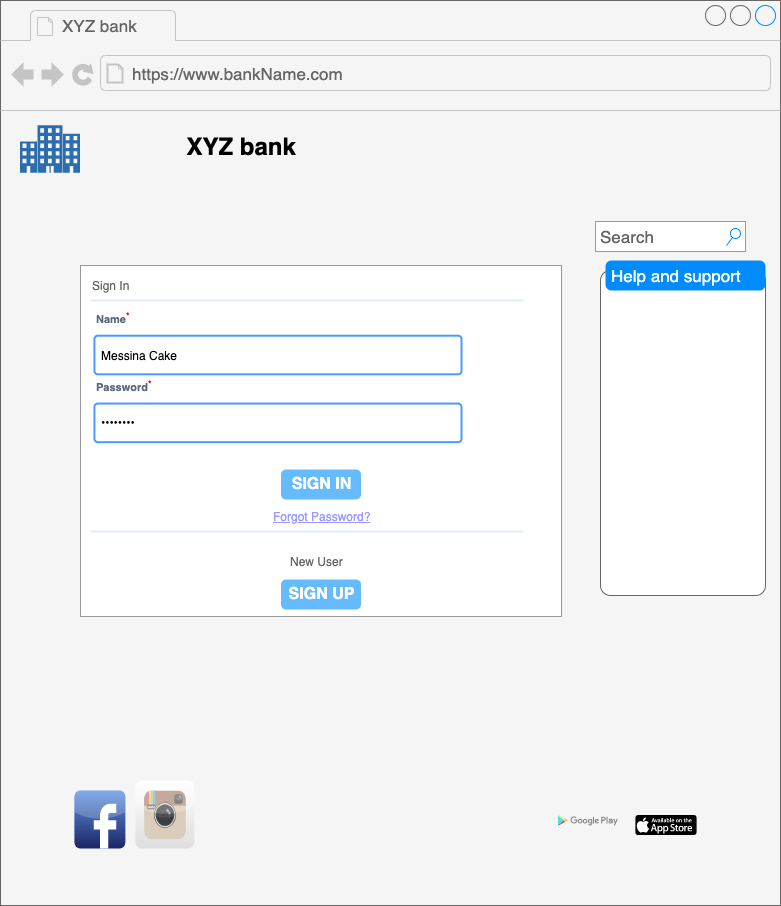 XYZ bank
https://www.bankName.com
XYZ bank
Search
Help and support
Sign In
Name*
Messina Cake
Password*
••••••••
SIGN IN
Forgot Password?
New User
SIGN UP
f
Google Play
Available on the
App Store